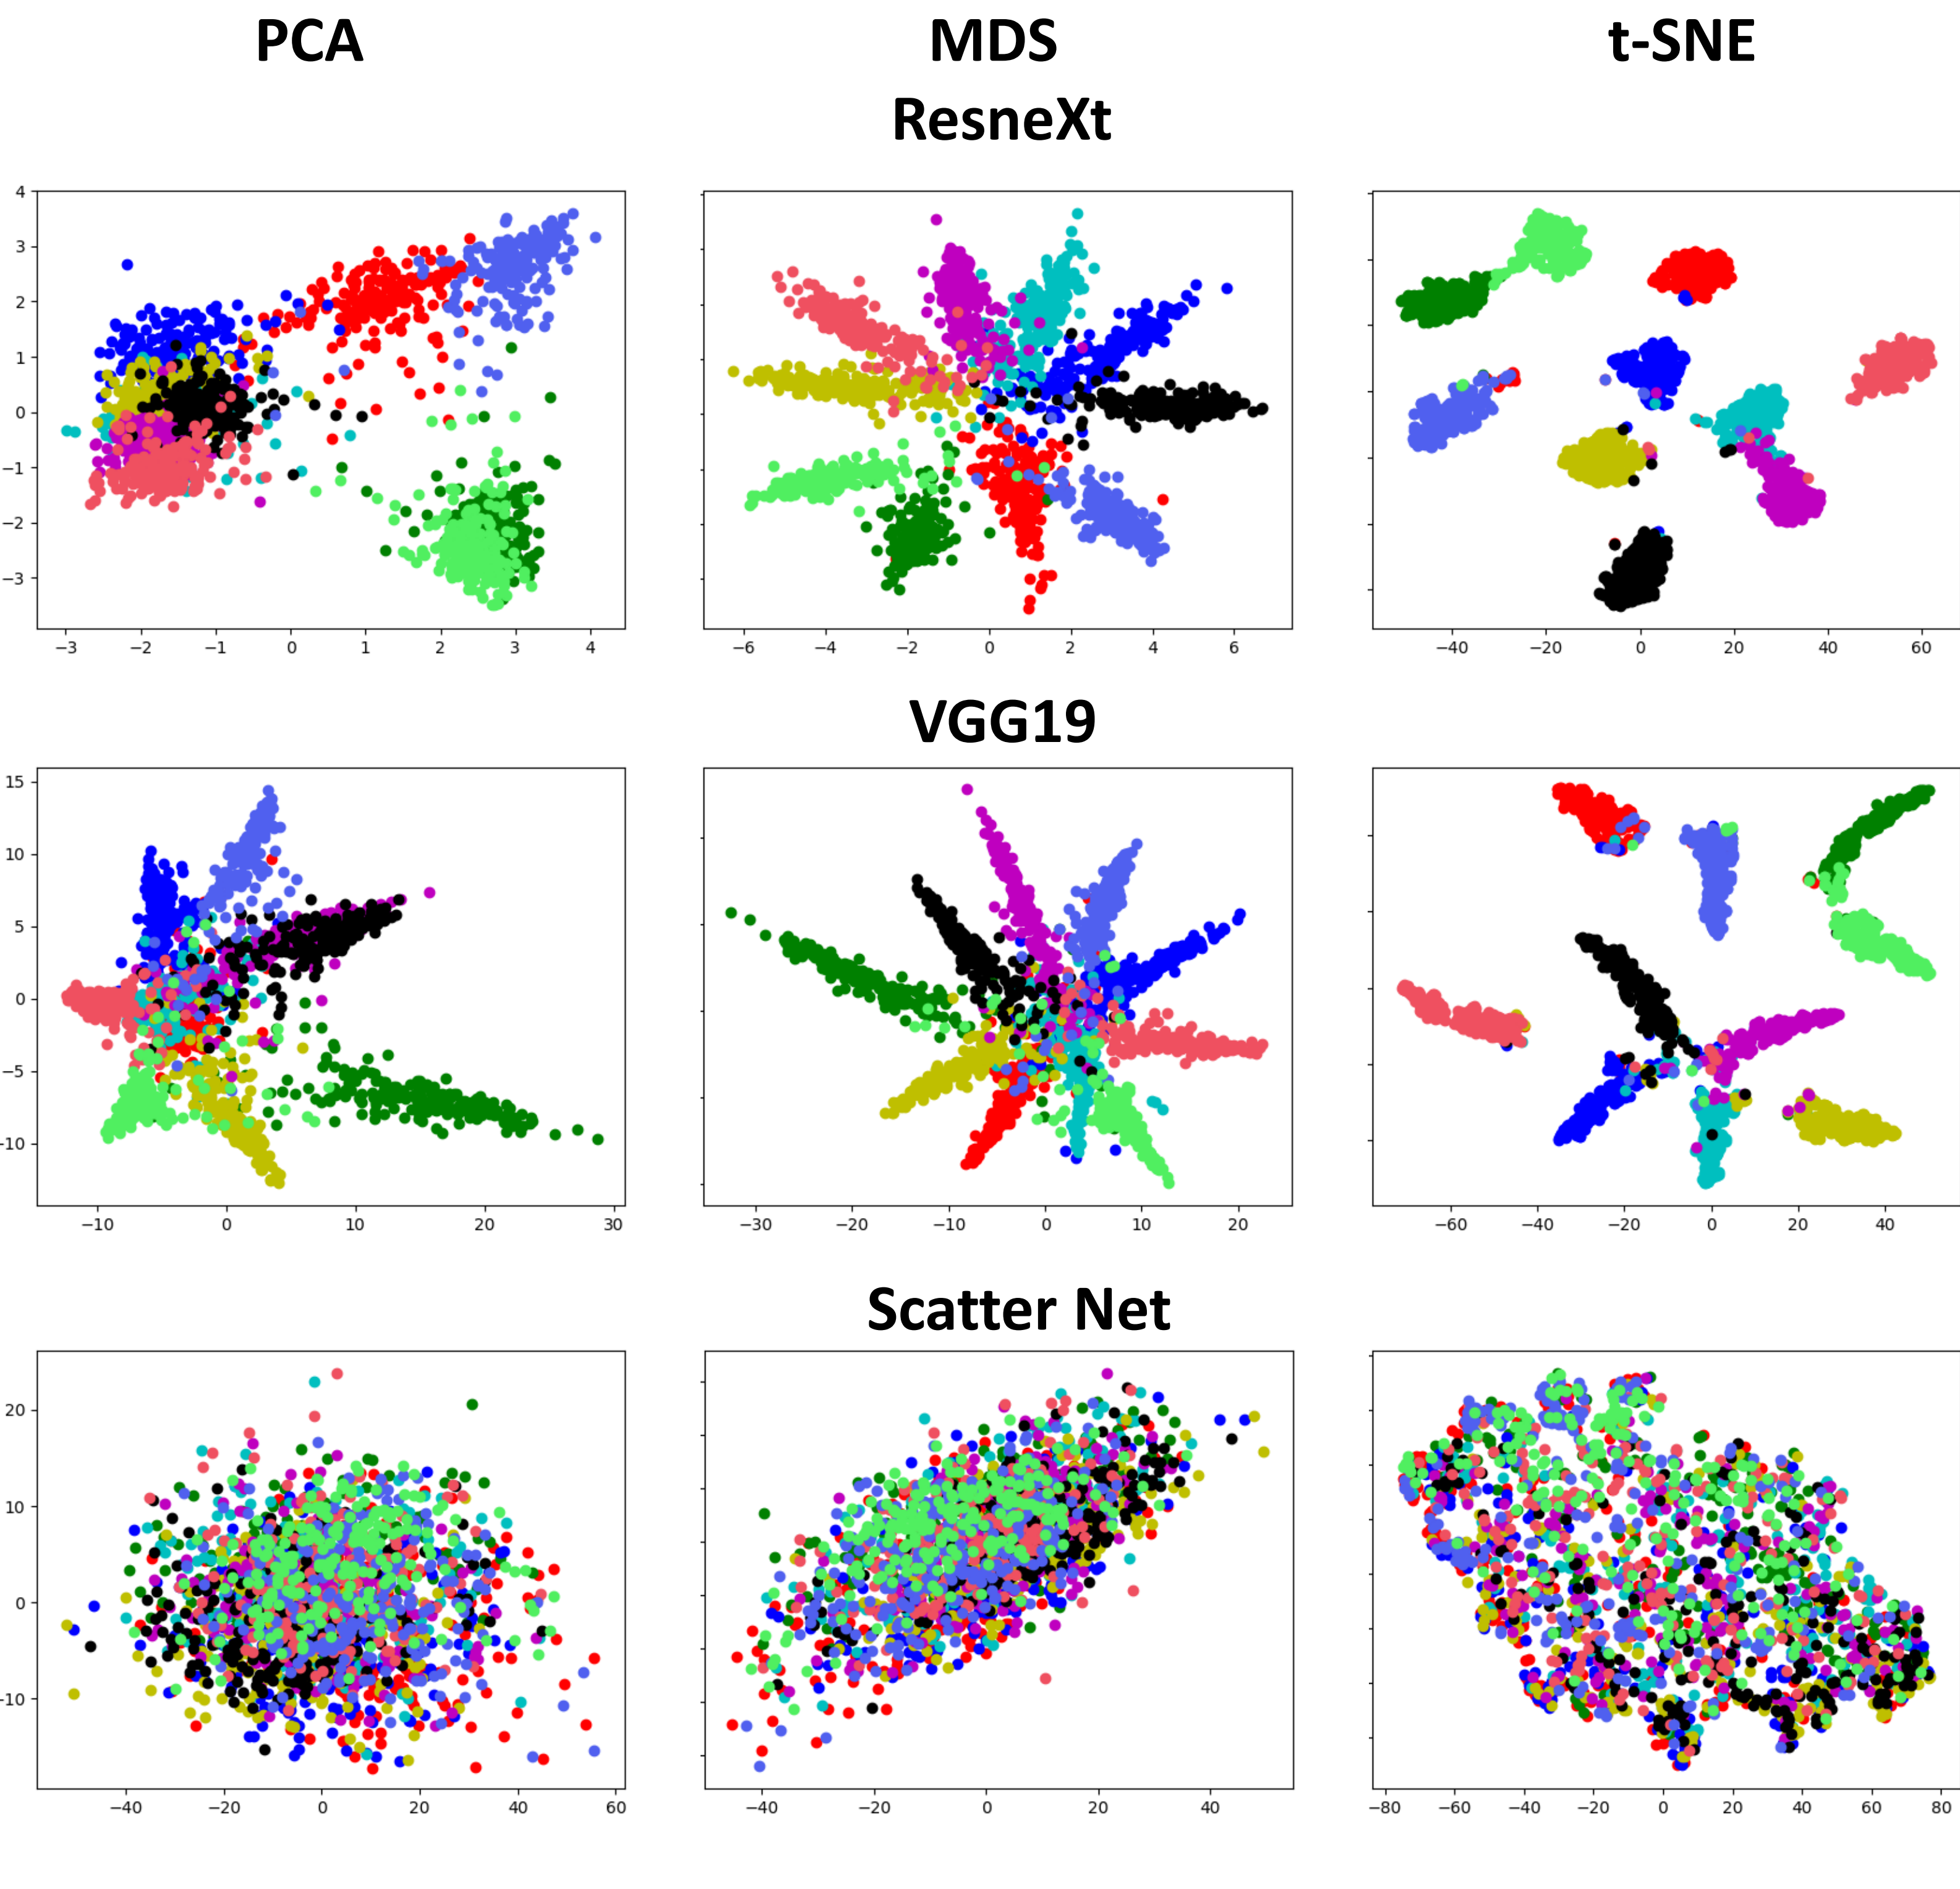 PCA MDS t-SNE
ResneXt
4
3
2
1
0
−1
−2
−3
−3 −2 −1 0 1 2 3 4
−6 −4 −2 0 2 4 6
−40 −20 0 20 40 60
VGG19
15
10
5
0
−5
−10
−10 0 10 20 30
−30 −20 −10 0 10 20
−60 −40 −20 0 20 40
Scatter Net
20
10
0
−10
−40 −20 0 20 40 60
−40 −20 0 20 40
−80 −60 −40 −20 0 20 40 60 80